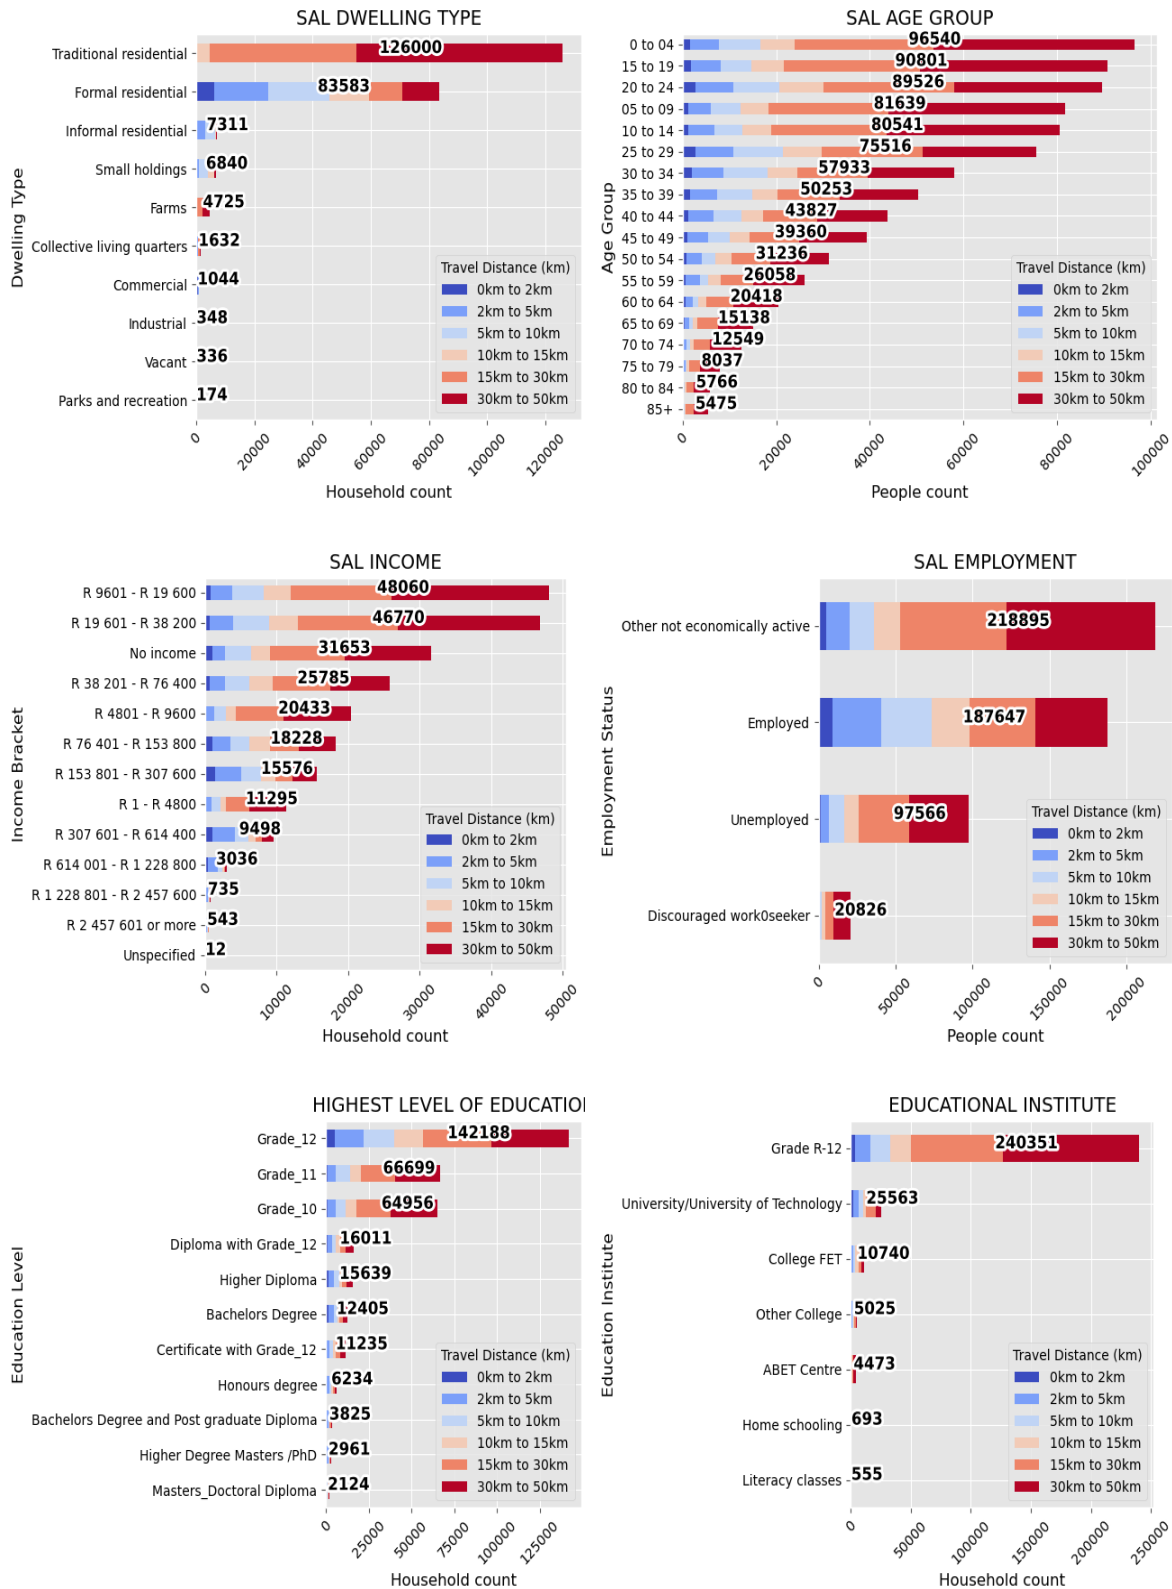 SAL DWELLING TYPE
Dwelling Type
Traditional residential 126000
Formal residential 83583
Informal residential 7311
Small holdings 6840
Farms 4725
Collective living quarters 1632
Commercial 1044
Industrial 348
Vacant 336
Parks and recreation 174
Travel Distance (km)
0km to 2km
2km to 5km
5km to 10km
10km to 15km
15km to 30km
30km to 50km
0 20000 40000 60000 80000 100000 120000
Household count
SAL AGE GROUP
Age Group
0 to 04 96540
15 to 19 90801
20 to 24 89526
05 to 09 81639
10 to 14 80541
25 to 29 75516
30 to 34 57933
35 to 39 50253
40 to 44 43827
45 to 49 39360
50 to 54 31236
55 to 59 26058
60 to 64 20418
65 to 69 15138
70 to 74 12549
75 to 79 8037
80 to 84 5766
85+ 5475
Travel Distance (km)
0km to 2km
2km to 5km
5km to 10km
10km to 15km
15km to 30km
30km to 50km
0 20000 40000 60000 80000 100000
People count
SAL INCOME
Income Bracket
R 9601 - R 19 600 48060
R 19 601 - R 38 200 46770
No income 31653
R 38 201 - R 76 400 25785
R 4801 - R 9600 20433
R 76 401 - R 153 800 18228
R 153 801 - R 307 600 15576
R 1 - R 4800 11295
R 307 601 - R 614 400 9498
R 614 001 - R 1 228 800 3036
R 1 228 801 - R 2 457 600 735
R 2 457 601 or more 543
Unspecified 12
Travel Distance (km)
0km to 2km
2km to 5km
5km to 10km
10km to 15km
15km to 30km
30km to 50km
0 10000 20000 30000 40000 50000
Household count
SAL EMPLOYMENT
Employment Status
Other not economically active 218895
Employed 187647
Unemployed 97566
Discouraged work0seeker 20826
Travel Distance (km)
0km to 2km
2km to 5km
5km to 10km
10km to 15km
15km to 30km
30km to 50km
0 50000 100000 150000 200000
People count
HIGHEST LEVEL OF EDUCATIO
Education Level
Grade_12 142188
Grade_11 66699
Grade_10 64956
Diploma with Grade_12 16011
Higher Diploma 15639
Bachelors Degree 12405
Certificate with Grade_12 11235
Honours degree 6234
Bachelors Degree and Post graduate Diploma 3825
Higher Degree Masters /PhD 2961
Masters_Doctoral Diploma 2124
Travel Distance (km)
0km to 2km
2km to 5km
5km to 10km
10km to 15km
15km to 30km
30km to 50km
0 25000 50000 75000 100000 125000
Household count
EDUCATIONAL INSTITUTE
Education Institute
Grade R-12 240351
University/University of Technology 25563
College FET 10740
Other College 5025
ABET Centre 4473
Home schooling 693
Literacy classes 555
Travel Distance (km)
0km to 2km
2km to 5km
5km to 10km
10km to 15km
15km to 30km
30km to 50km
0 50000 100000 150000 200000 250000
Household count